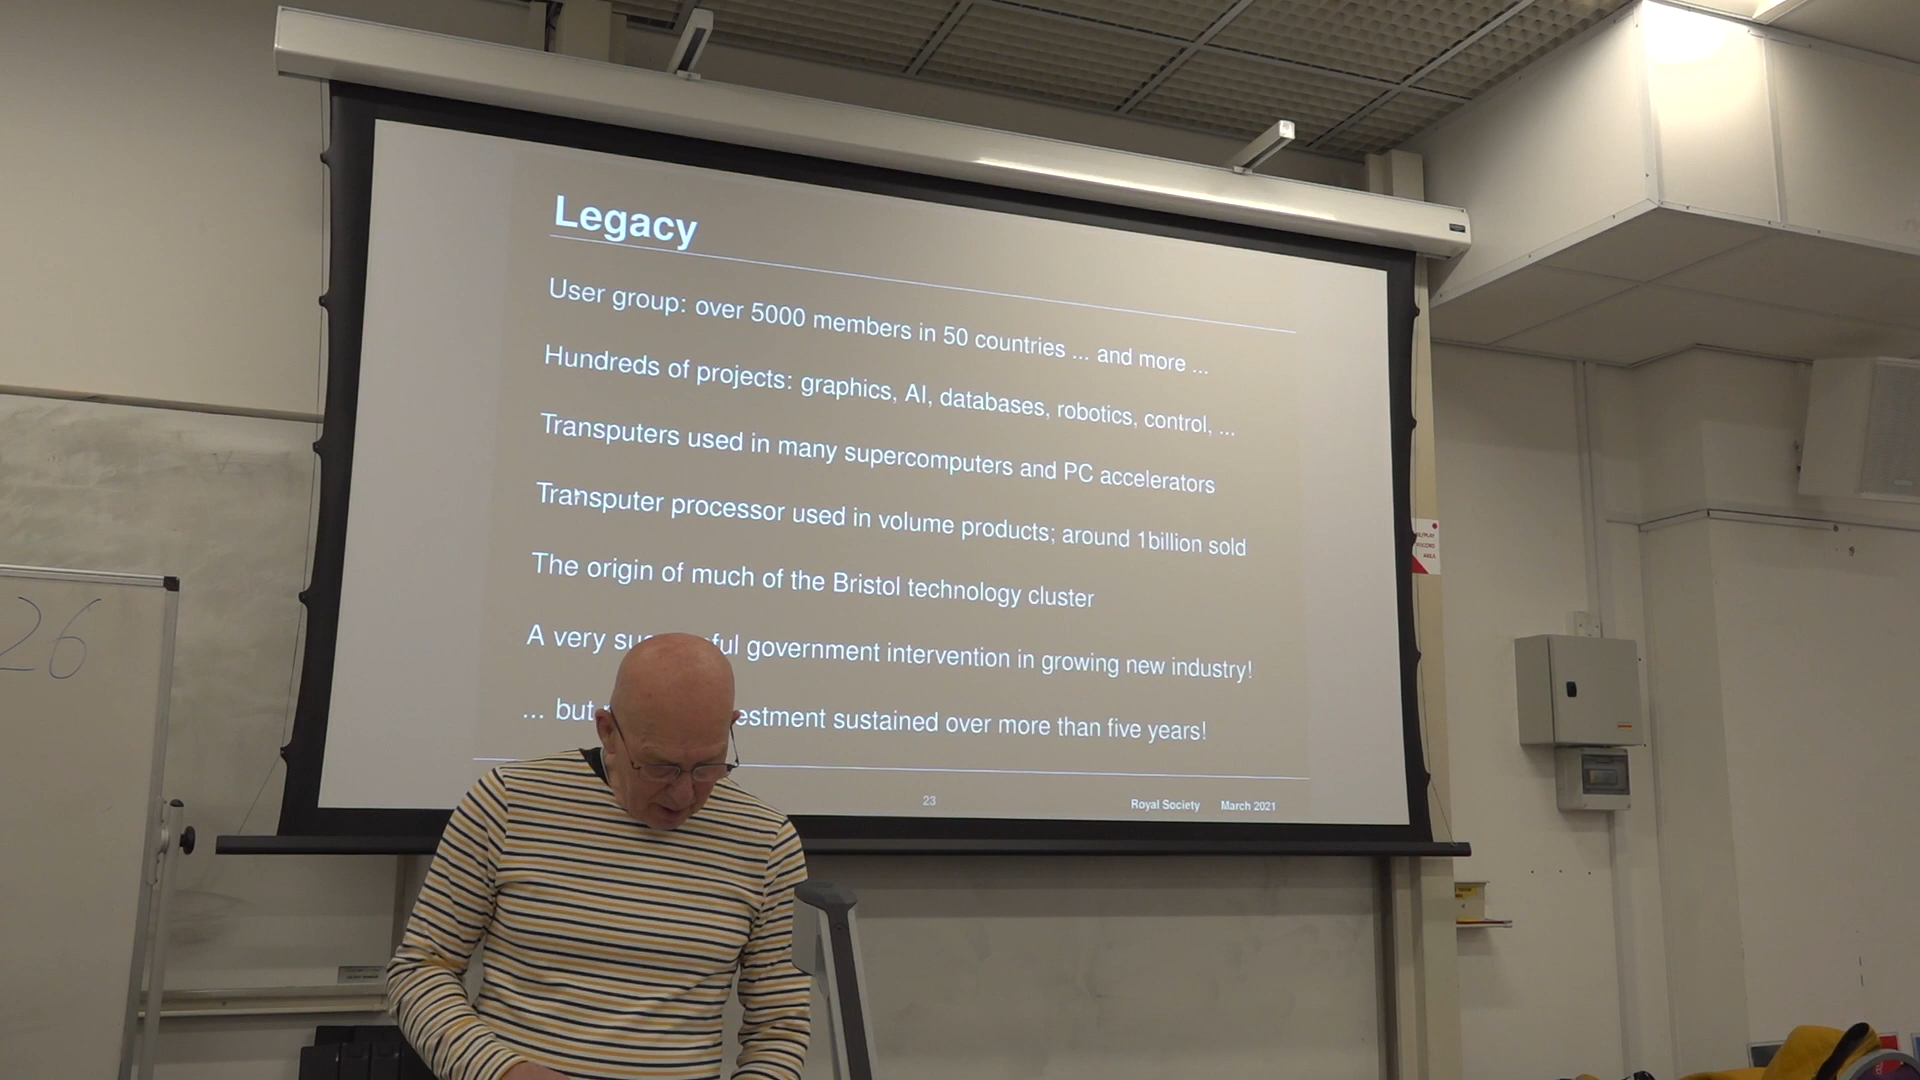 Legacy
User group: over 5000 members in 50 countries ... and more ...
Hundreds of projects: graphics, AI, databases, robotics, control, ...
Transputers used in many supercomputers and PC accelerators
Transputer processor used in volume products; around 1billion sold
The origin of much of the Bristol technology cluster
A very government intervention in growing new industry!
... but sustained over more than five years!
23 Royal Society March 2021
26